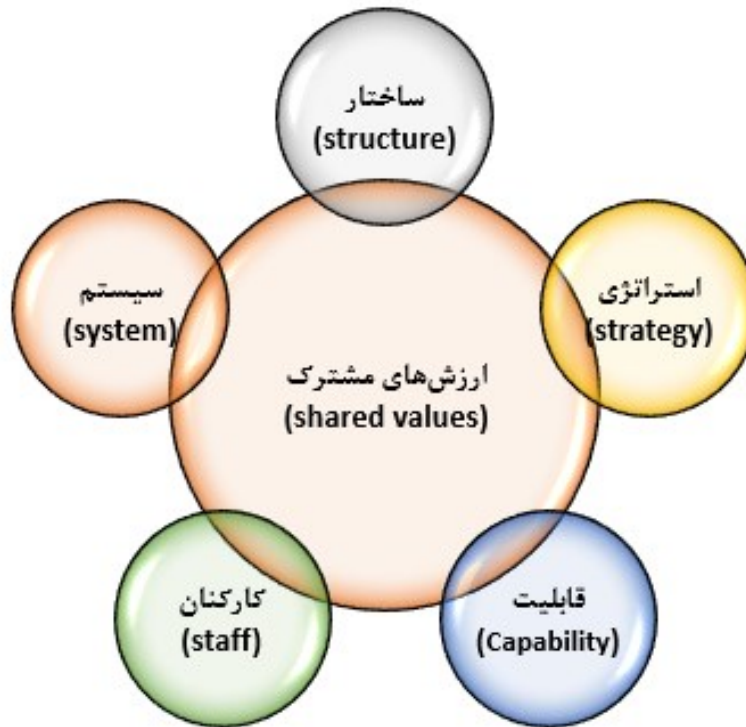 ساختار
(structure)
سیستم
(system)
استراتژی
(strategy)
ارزش‌های مشترک
(shared values)
کارکنان
(staff)
قابلیت
(Capability)